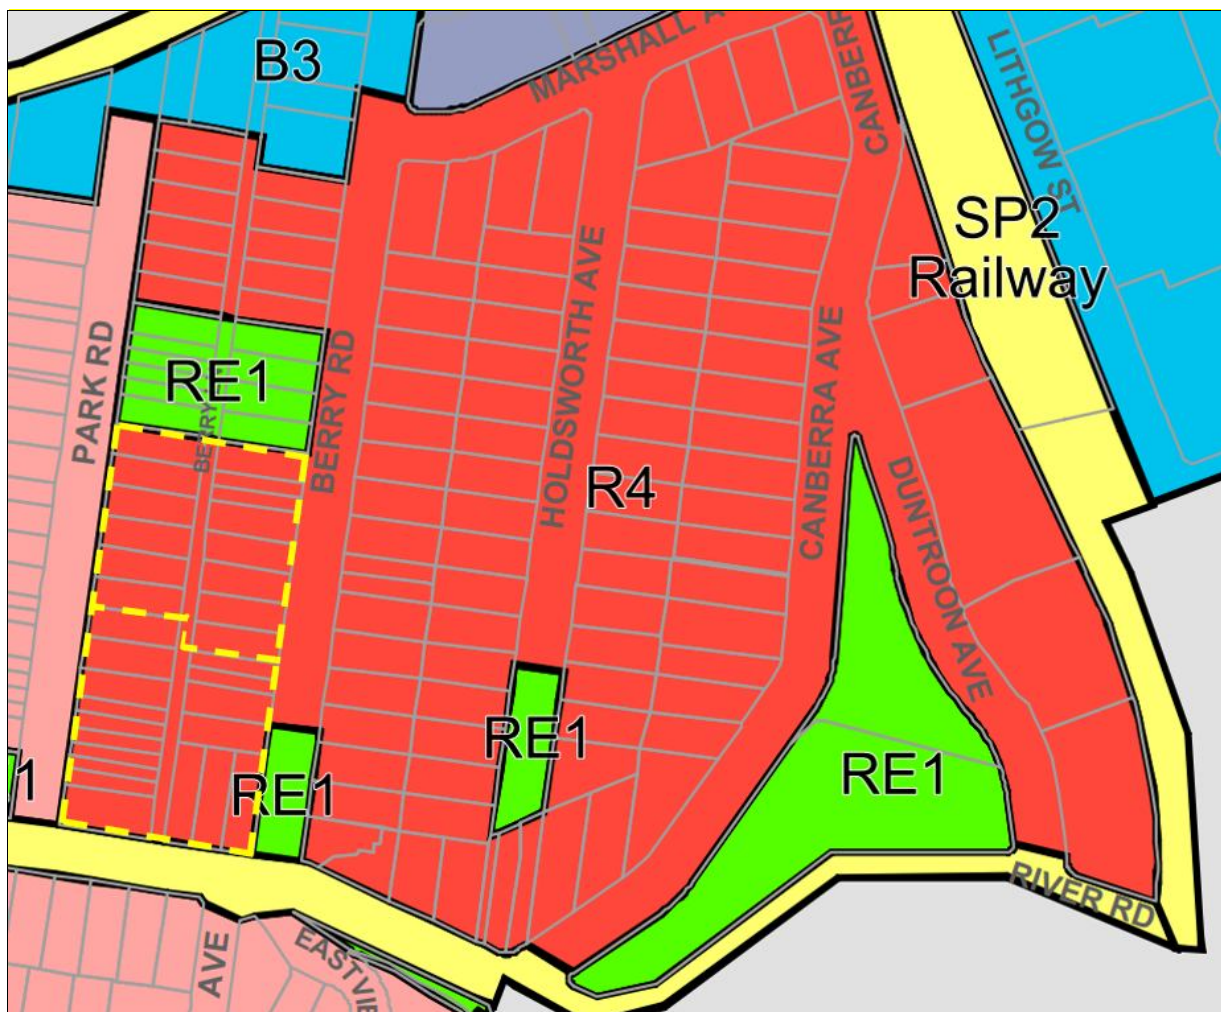 B3
MARSHALL A
CANBERR
LITHGOW ST
SP2
Railway
PARK RD
RE1
BERRY
BERRY RD
HOLDSWORTH AVE
R4
CANBERRA AVE
DUNTROON AVE
1
RE1
RE1
RE1
RIVER RD
AVE
EASTVIE